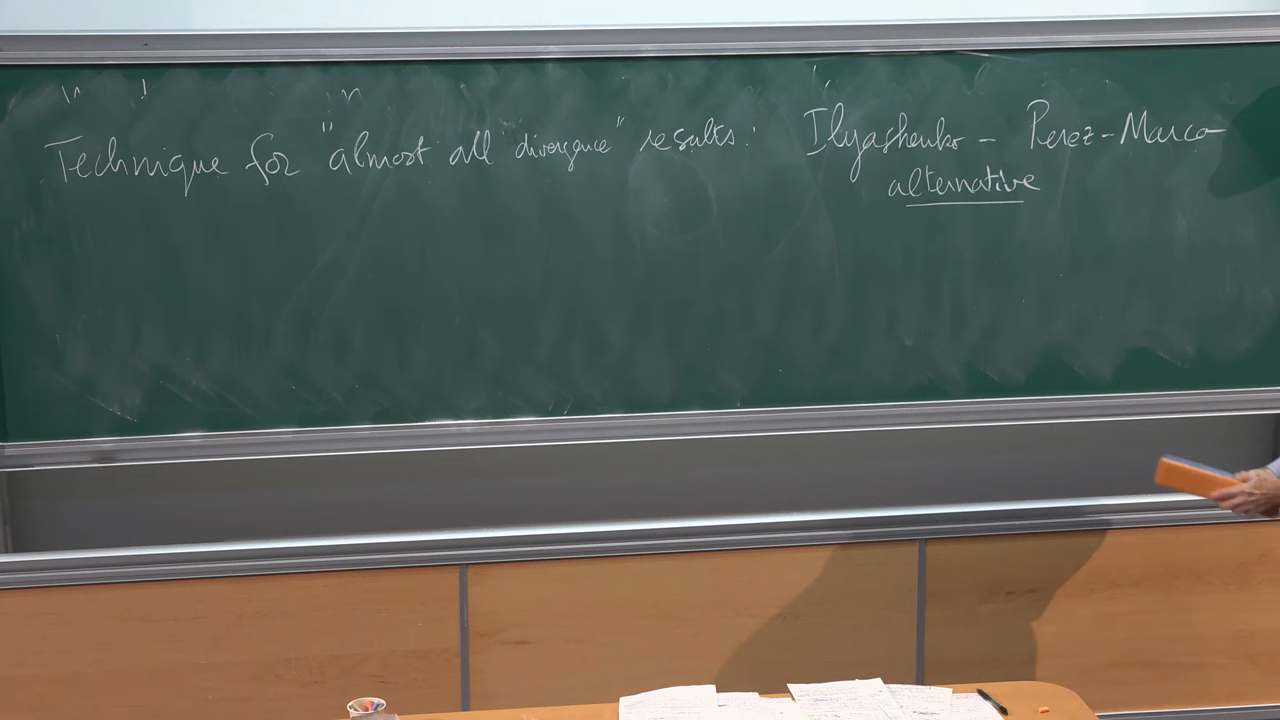 Technique for "almost all "divergence" results : Ilyashenko - Perez-Marco
alternative